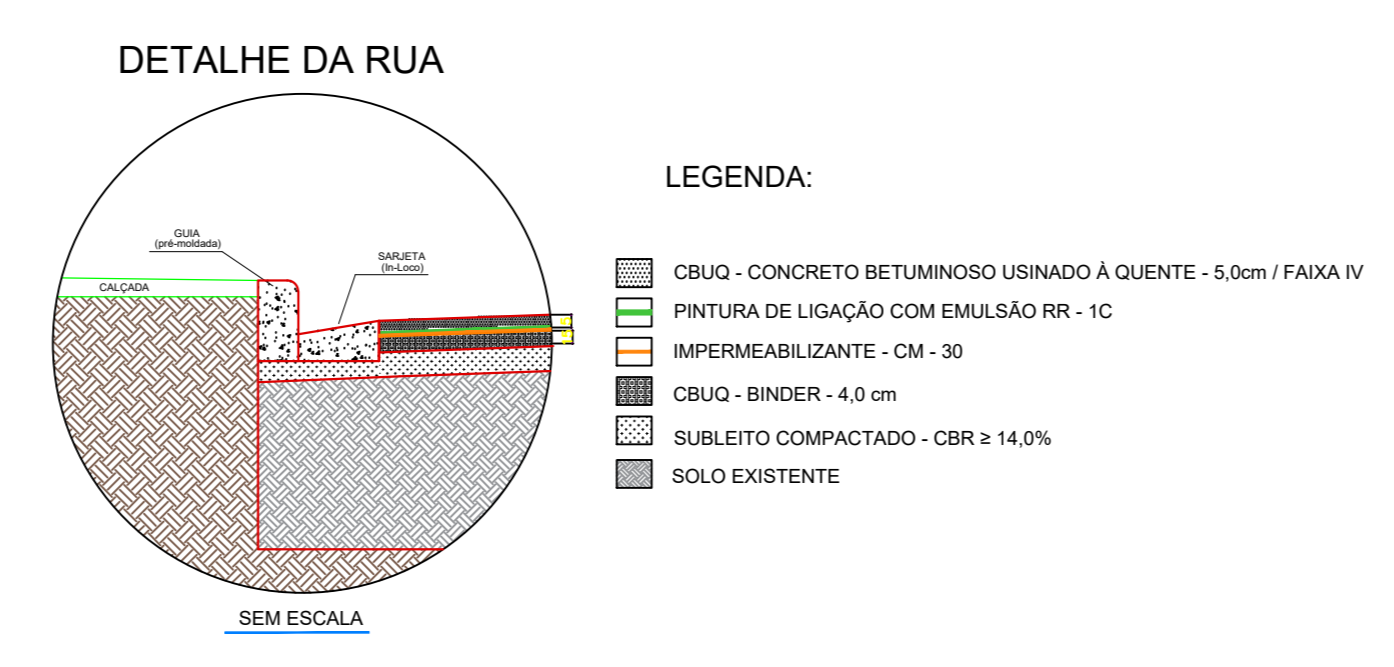 DETALHE DA RUA
GUIA
(pré-moldada)
SARJETA
(In-Loco)
CALÇADA
5
15
SEM ESCALA
LEGENDA:
CBUQ - CONCRETO BETUMINOSO USINADO À QUENTE - 5,0cm / FAIXA IV
PINTURA DE LIGAÇÃO COM EMULSÃO RR - 1C
IMPERMEABILIZANTE - CM - 30
CBUQ - BINDER - 4,0 cm
SUBLEITO COMPACTADO - CBR ≥ 14,0%
SOLO EXISTENTE